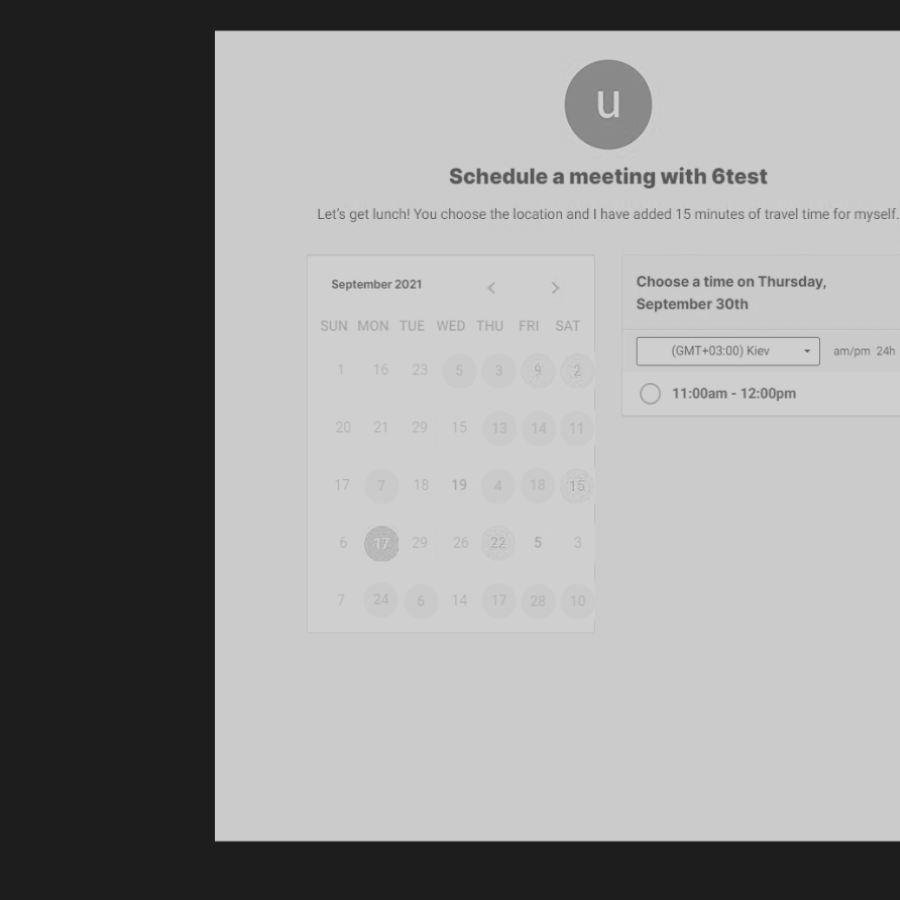 u
Schedule a meeting with 6test
Let's get lunch! You choose the location and I have added 15 minutes of travel time for myself.
September 2021
SUN MON TUE WED THU FRI SAT
1 16 23 5 3 9 2
20 21 29 15 13 14 11
17 7 18 19 4 18 15
6 17 29 26 22 5 3
7 24 6 14 17 28 10
Choose a time on Thursday,
September 30th
(GMT+03:00) Kiev am/pm 24h
11:00am - 12:00pm